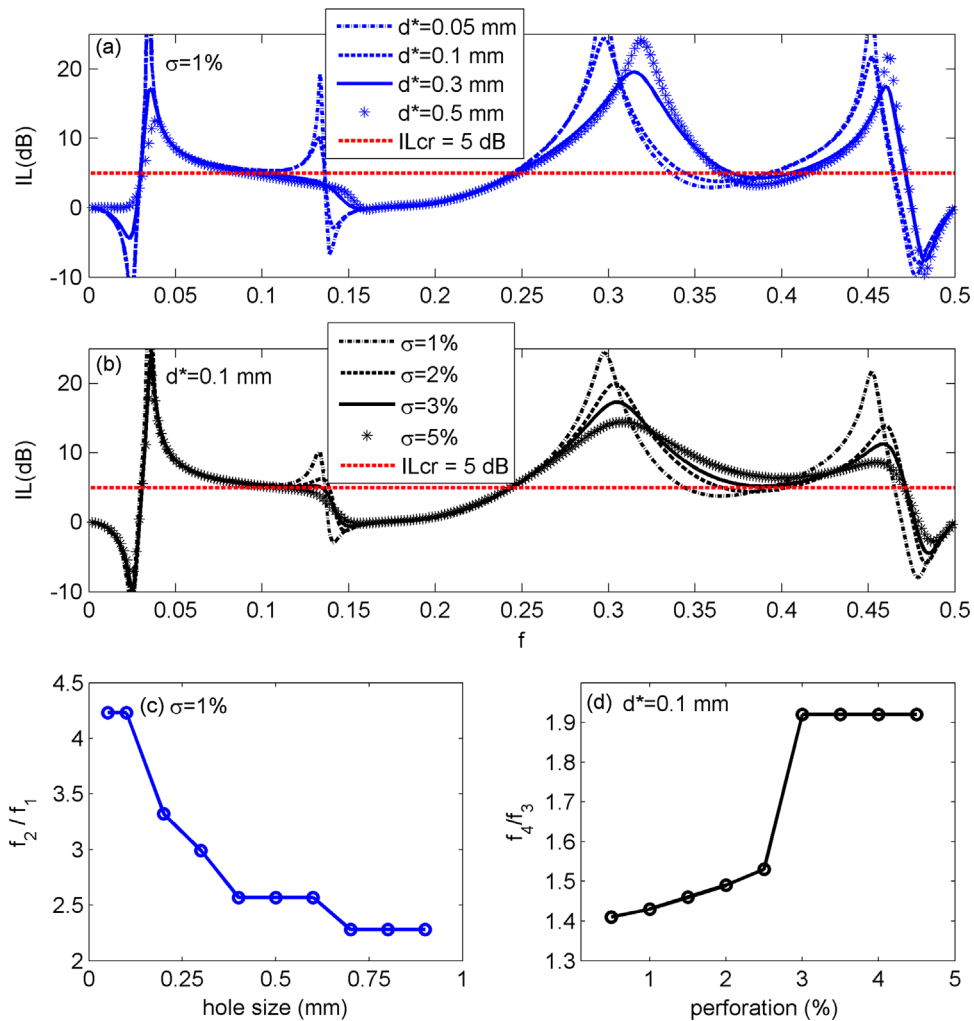 (a)
σ=1%
d*=0.05 mm
d*=0.1 mm
d*=0.3 mm
d*=0.5 mm
ILcr = 5 dB
IL(dB)
20
10
0
-10
0 0.05 0.1 0.15 0.2 0.25 0.3 0.35 0.4 0.45 0.5
(b)
d*=0.1 mm
σ=1%
σ=2%
σ=3%
σ=5%
ILcr = 5 dB
IL(dB)
20
10
0
-10
0 0.05 0.1 0.15 0.2 0.25 0.3 0.35 0.4 0.45 0.5
f
(c) σ=1%
f₂ / f₁
4.5
4
3.5
3
2.5
2
0 0.25 0.5 0.75 1
hole size (mm)
(d) d*=0.1 mm
f₄/f₃
1.9
1.8
1.7
1.6
1.5
1.4
1.3
1 2 3 4 5
perforation (%)